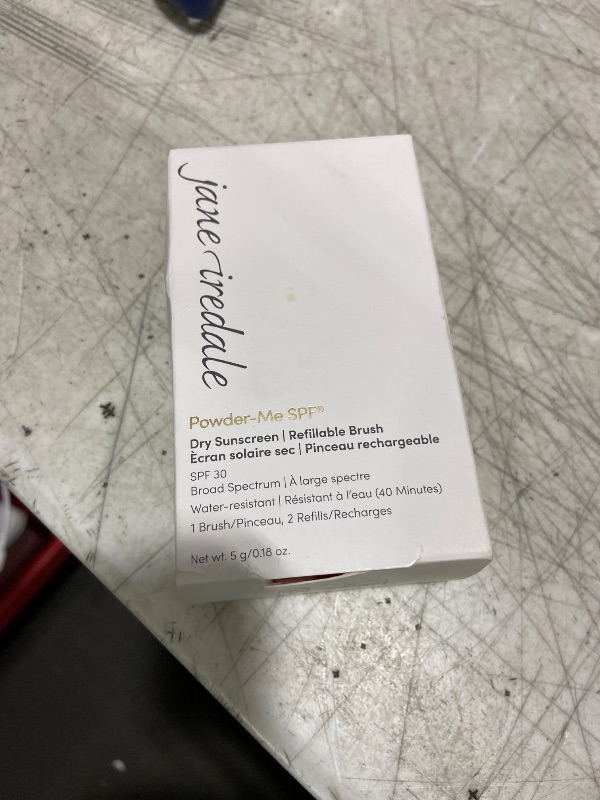 jane iredale
Powder-Me SPF®
Dry Sunscreen | Refillable Brush
Ècran solaire sec | Pinceau rechargeable
SPF 30
Broad Spectrum | À large spectre
Water-resistant | Résistant à l'eau (40 Minutes)
1 Brush/Pinceau, 2 Refills/Recharges
Net wt. 5 g/0.18 oz.